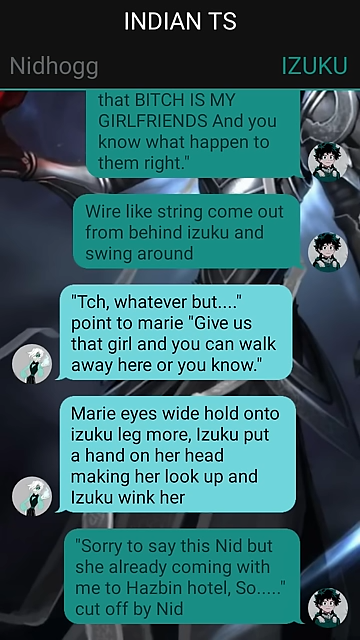 INDIAN TS
Nidhogg IZUKU
that BITCH IS MY
GIRLFRIENDS And you
know what happen to
them right."
Wire like string come out
from behind izuku and
swing around
"Tch, whatever but...."
point to marie "Give us
that girl and you can walk
away here or you know."
Marie eyes wide hold onto
izuku leg more, Izuku put
a hand on her head
making her look up and
Izuku wink her
"Sorry to say this Nid but
she already coming with
me to Hazbin hotel, So....."
cut off by Nid